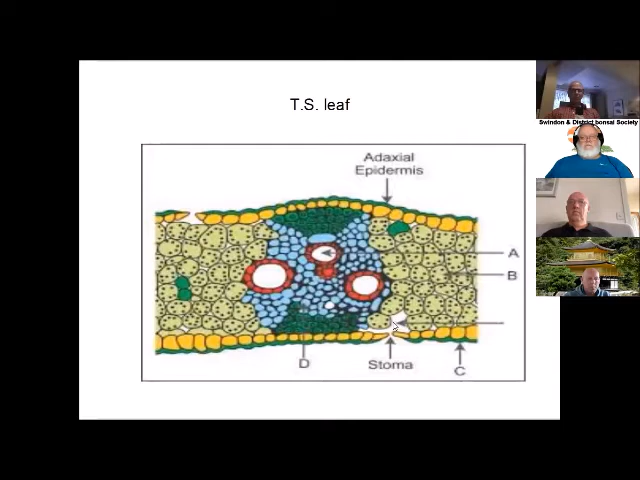 T.S. leaf
Swindon & District bonsai Society
Adaxial
Epidermis
A
B
D
Stoma
C